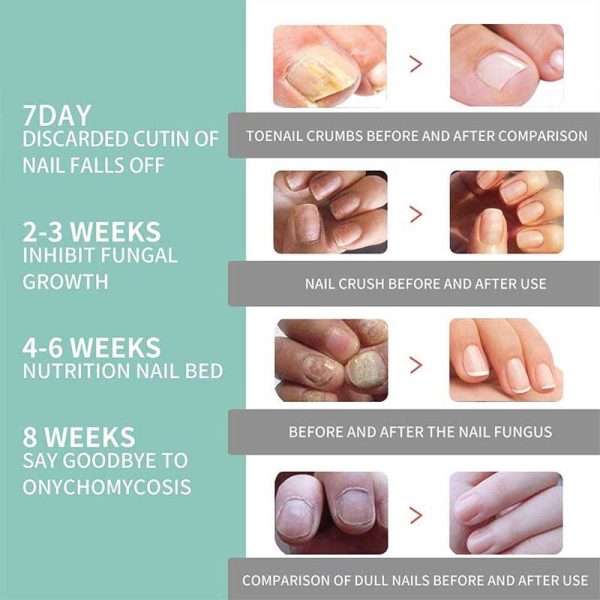 7DAY
DISCARDED CUTIN OF
NAIL FALLS OFF
2-3 WEEKS
INHIBIT FUNGAL
GROWTH
4-6 WEEKS
NUTRITION NAIL BED
8 WEEKS
SAY GOODBYE TO
ONYCHOMYCOSIS
>
TOENAIL CRUMBS BEFORE AND AFTER COMPARISON
>
NAIL CRUSH BEFORE AND AFTER USE
>
BEFORE AND AFTER THE NAIL FUNGUS
>
COMPARISON OF DULL NAILS BEFORE AND AFTER USE